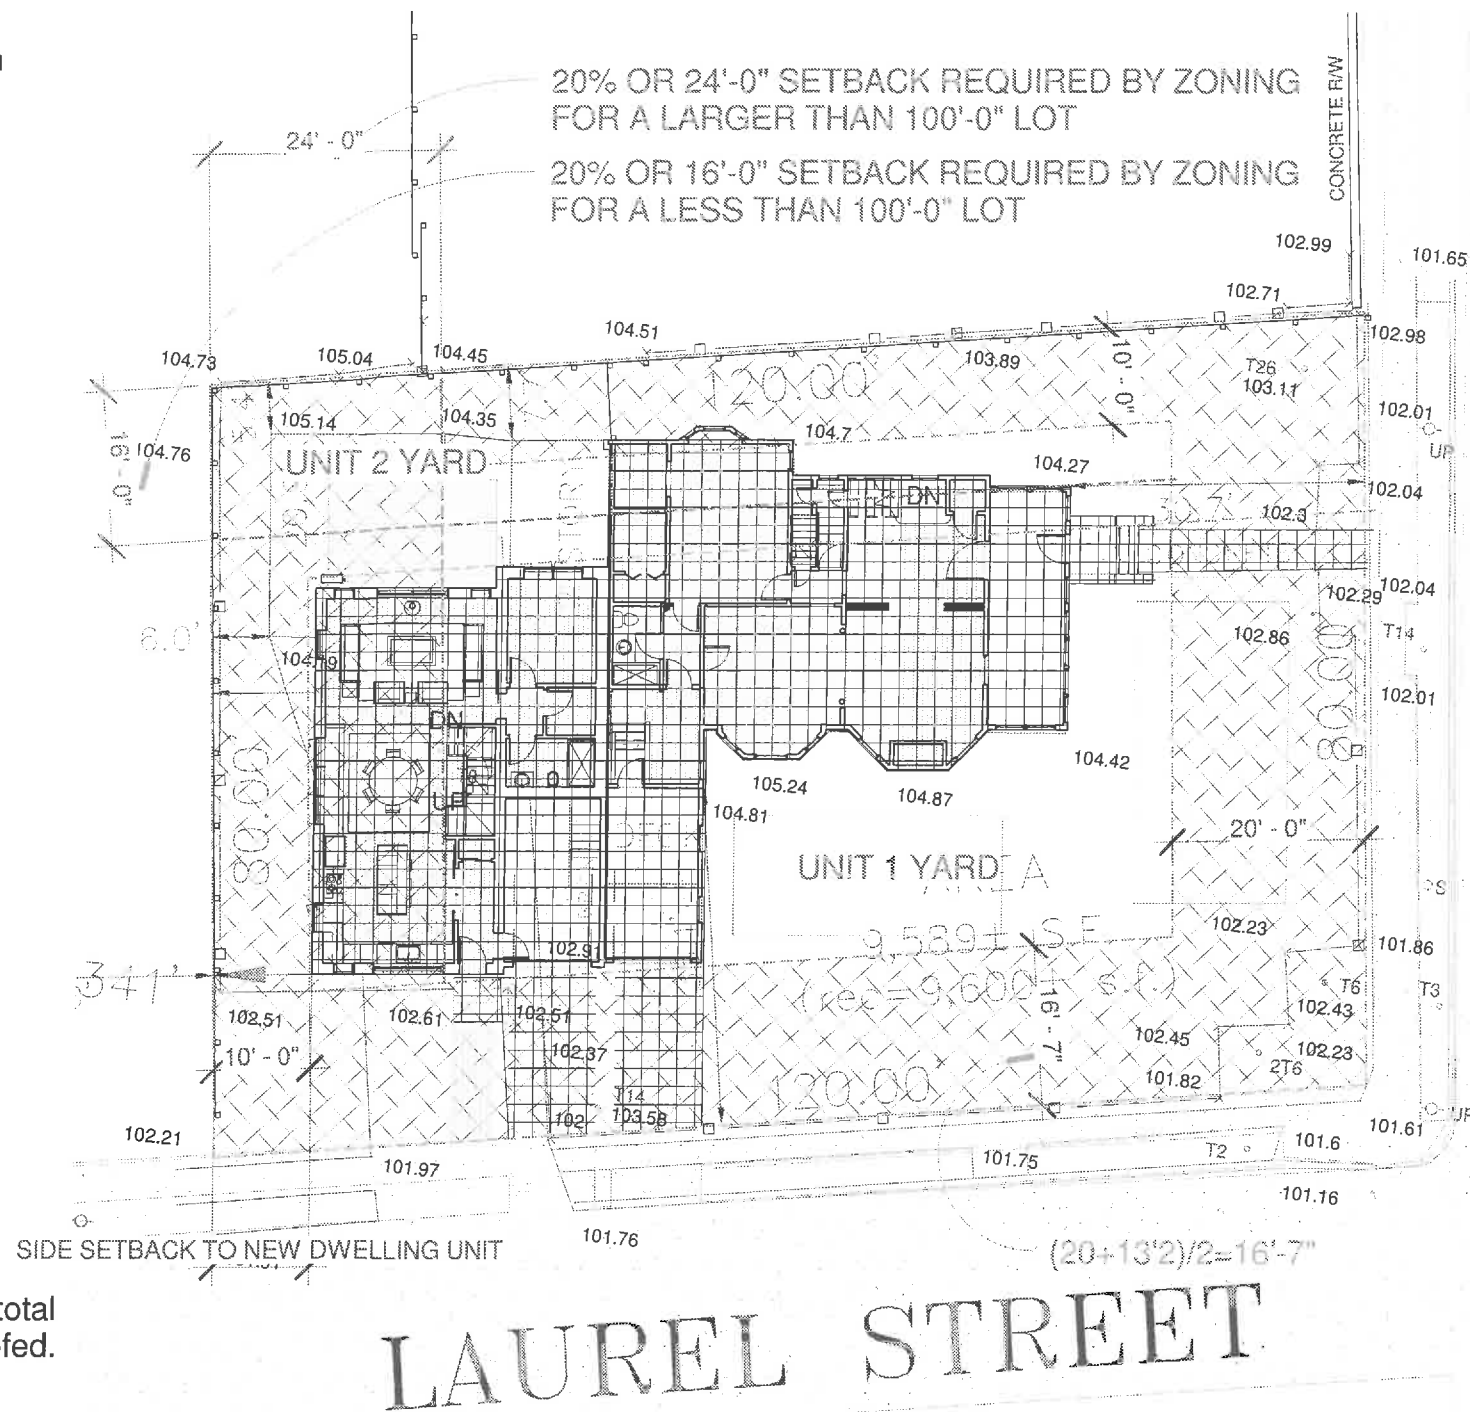 20% OR 24'-0" SETBACK REQUIRED BY ZONING
FOR A LARGER THAN 100'-0" LOT
24' - 0"
20% OR 16'-0" SETBACK REQUIRED BY ZONING
FOR A LESS THAN 100'-0" LOT
CONCRETE R/W
102.99
101.65
102.71
104.51
102.98
104.73
105.04
104.45
103.89
10' - 0"
T26
103.11
120.00'
105.14
104.35
104.7
102.01
UP
104.76
16' - 0"
UNIT 2 YARD
104.27
DN
102.04
102.3
STORY
102.04
102.29
6.0'
102.86
T14
80.00'
102.01
DN
104.42
105.24
104.87
104.81
80.00
20' - 0"
UNIT 1 YARD
S
102.23
102.91
9,589± S.F.
101.86
341'
(rec=9,600± s.f.)
16' - 7"
T6
T3
102.43
102.51
102.61
102.51
102.45
102.37
102.23
2T6
10' - 0"
101.82
120.00'
T14
103.58
102
UP
102.21
101.61
101.6
101.97
101.75
T2
101.16
101.76
SIDE SETBACK TO NEW DWELLING UNIT
(20+13'2)/2=16'-7"
total
fed.
LAUREL STREET